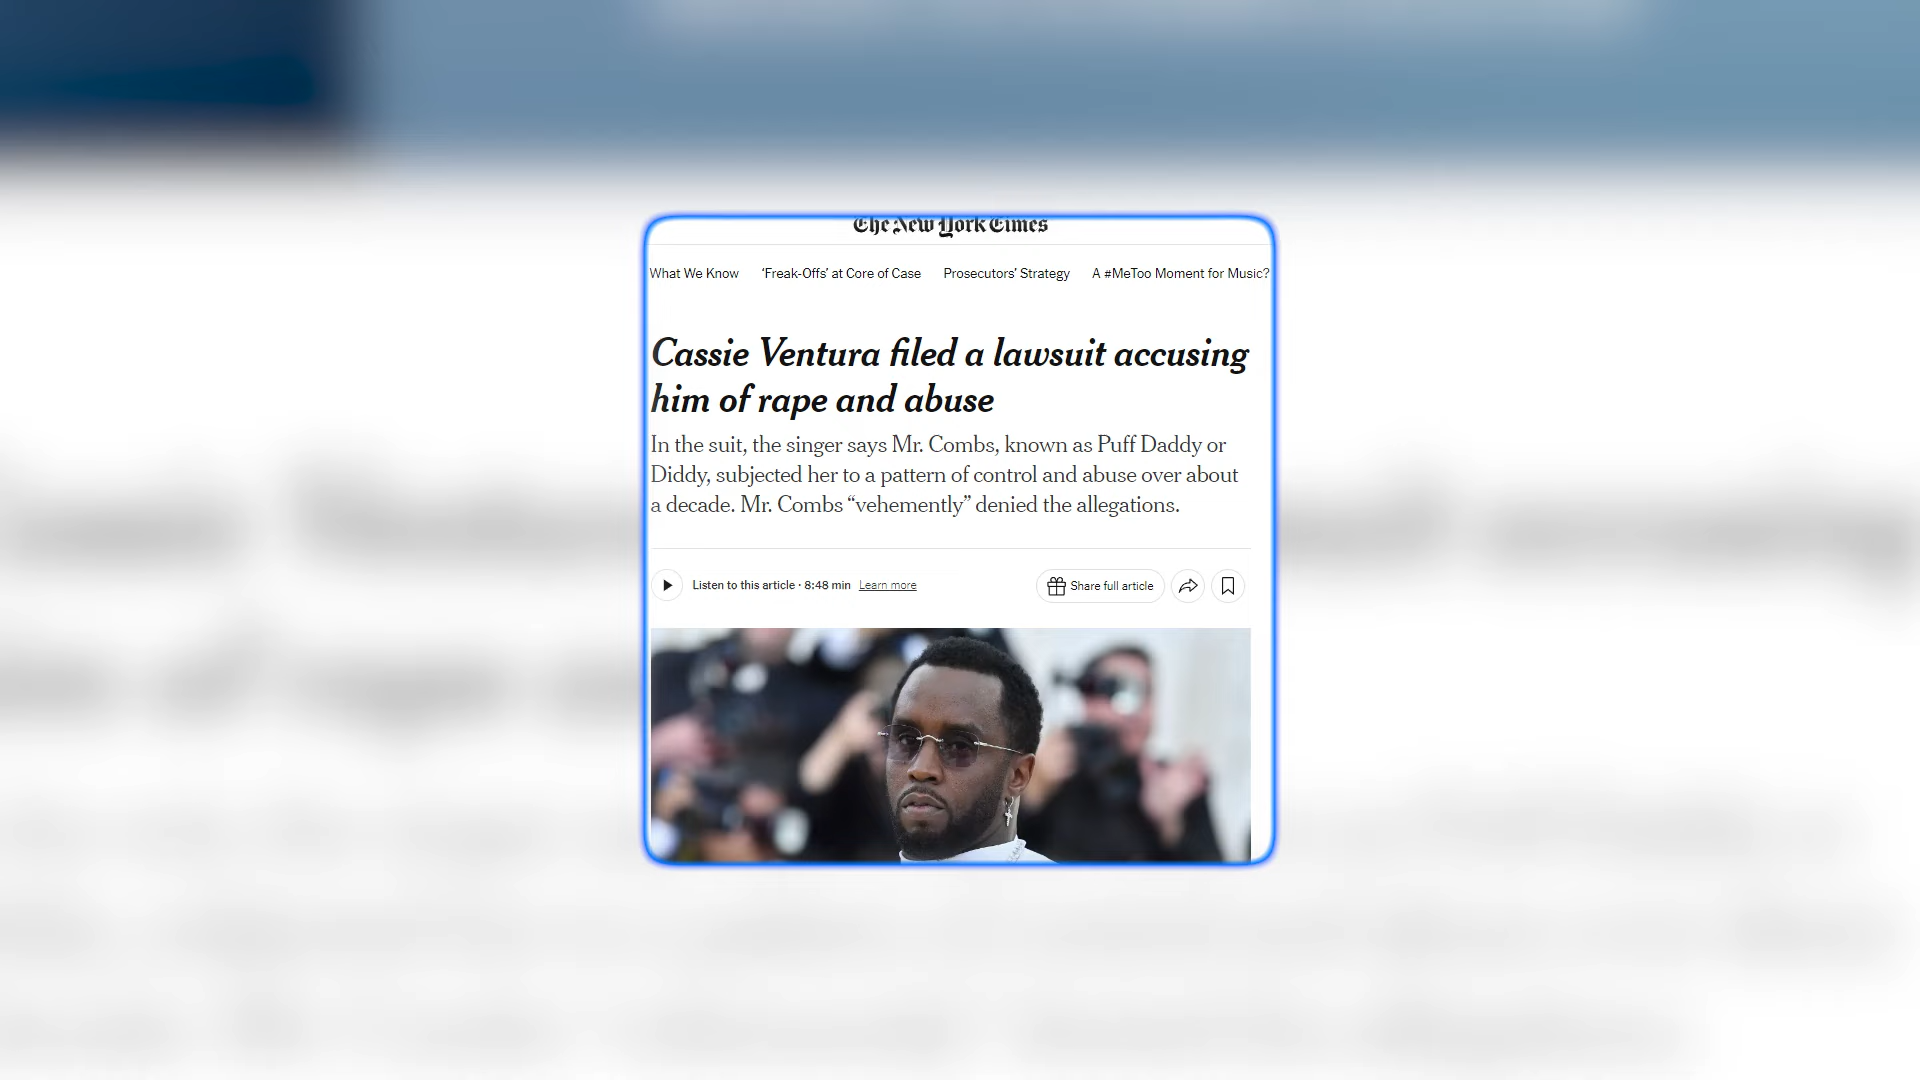 The New York Times
What We Know ‘Freak-Offs’ at Core of Case Prosecutors’ Strategy A #MeToo Moment for Music?
Cassie Ventura filed a lawsuit accusing
him of rape and abuse
In the suit, the singer says Mr. Combs, known as Puff Daddy or
Diddy, subjected her to a pattern of control and abuse over about
a decade. Mr. Combs “vehemently” denied the allegations.
Listen to this article · 8:48 min Learn more
Share full article